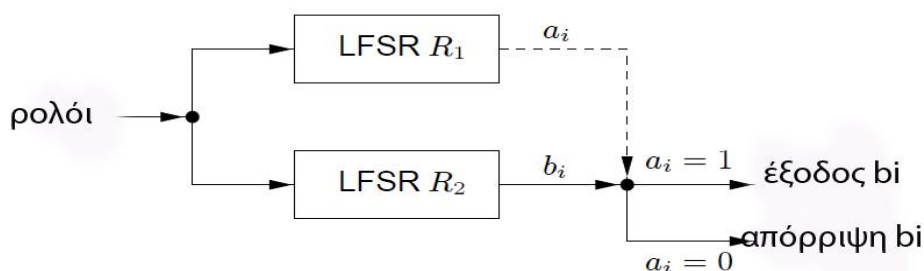 LFSR R₁
aᵢ
ρολόι
LFSR R₂
bᵢ
aᵢ = 1
έξοδος bi
απόρριψη bi
aᵢ = 0